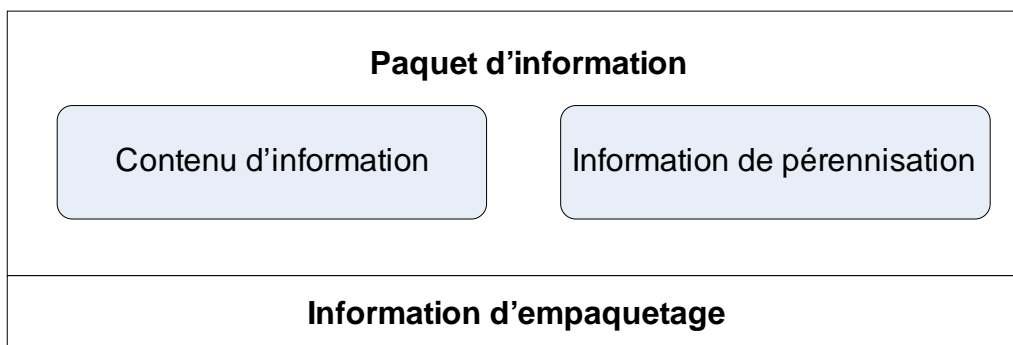 Paquet d’information
Contenu d’information
Information de pérennisation
Information d’empaquetage